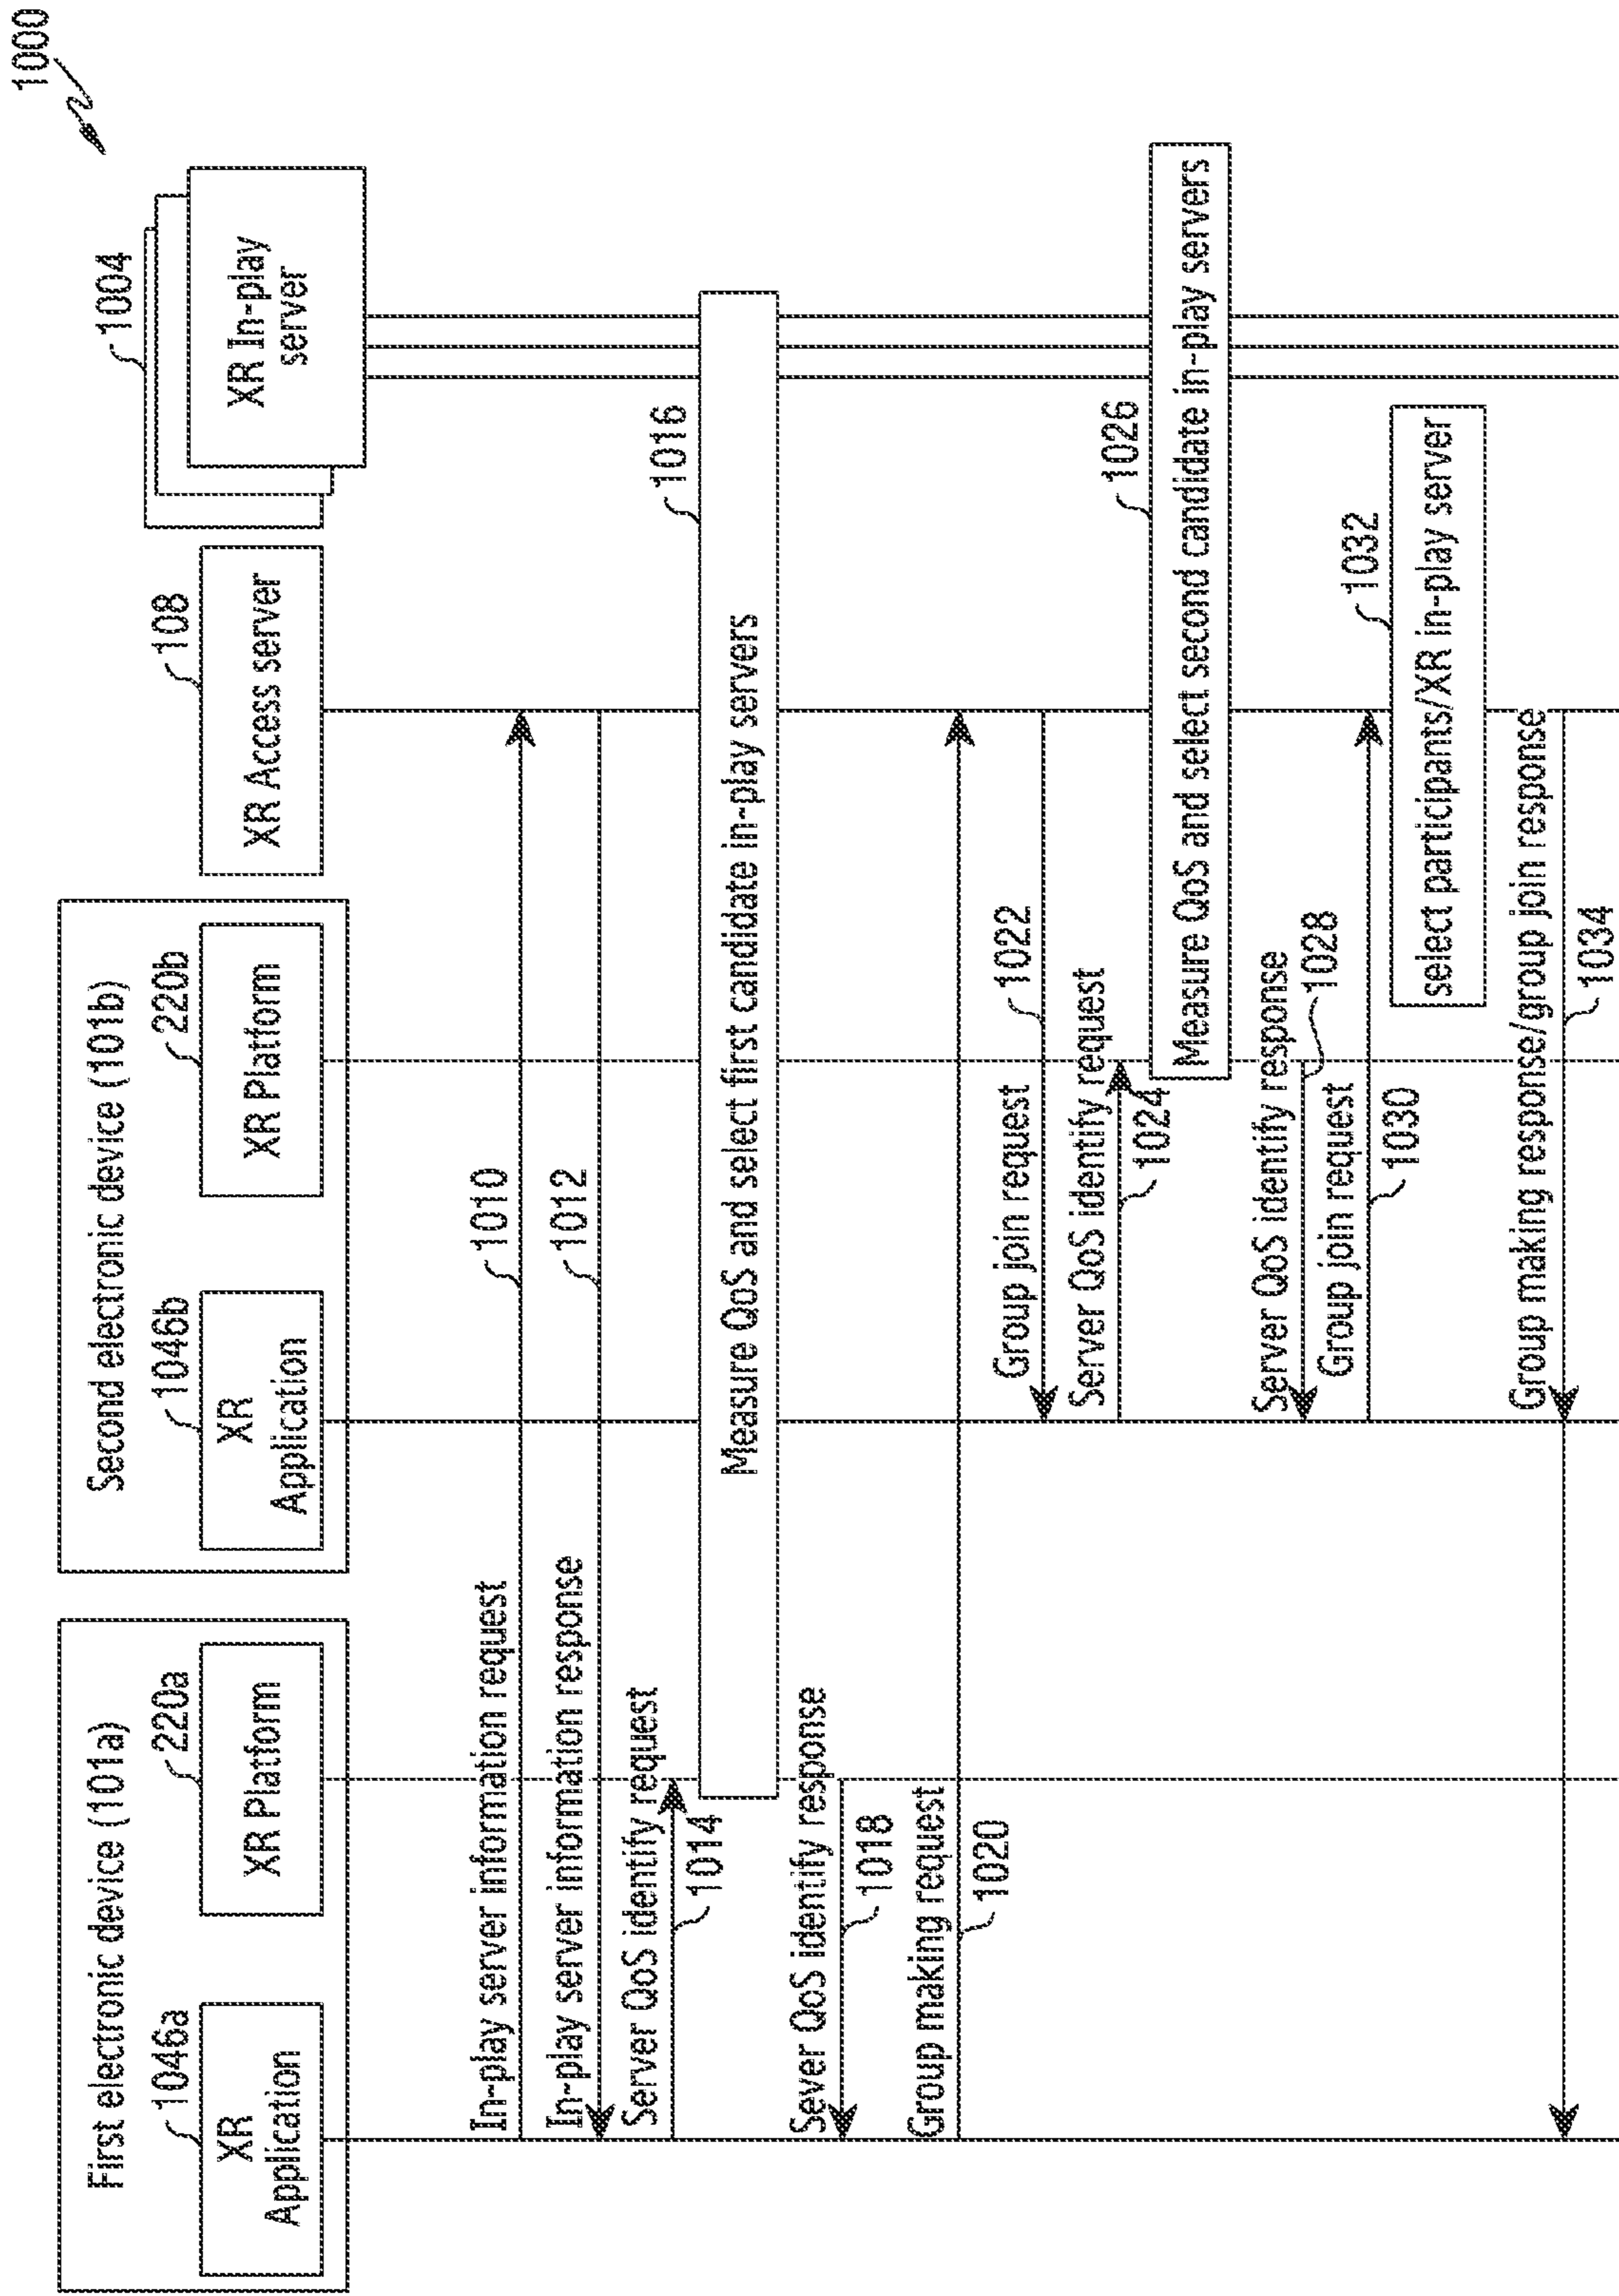 1000
First electronic device (101a)
1046a
XR
Application
220a
XR Platform
Second electronic device (101b)
1046b
XR
Application
220b
XR Platform
108
XR Access server
1004
XR In-play
server
In-play server information request
1010
In-play server information response
1012
Server QoS identify request
1014
1016
Measure QoS and select first candidate in-play servers
Sever QoS identify response
1018
Group making request
1020
Group join request
1022
Server QoS identify request
1024
1026
Measure QoS and select second candidate in-play servers
Server QoS identify response
1028
Group join request
1030
1032
select participants/XR in-play server
Group making response/group join response
1034